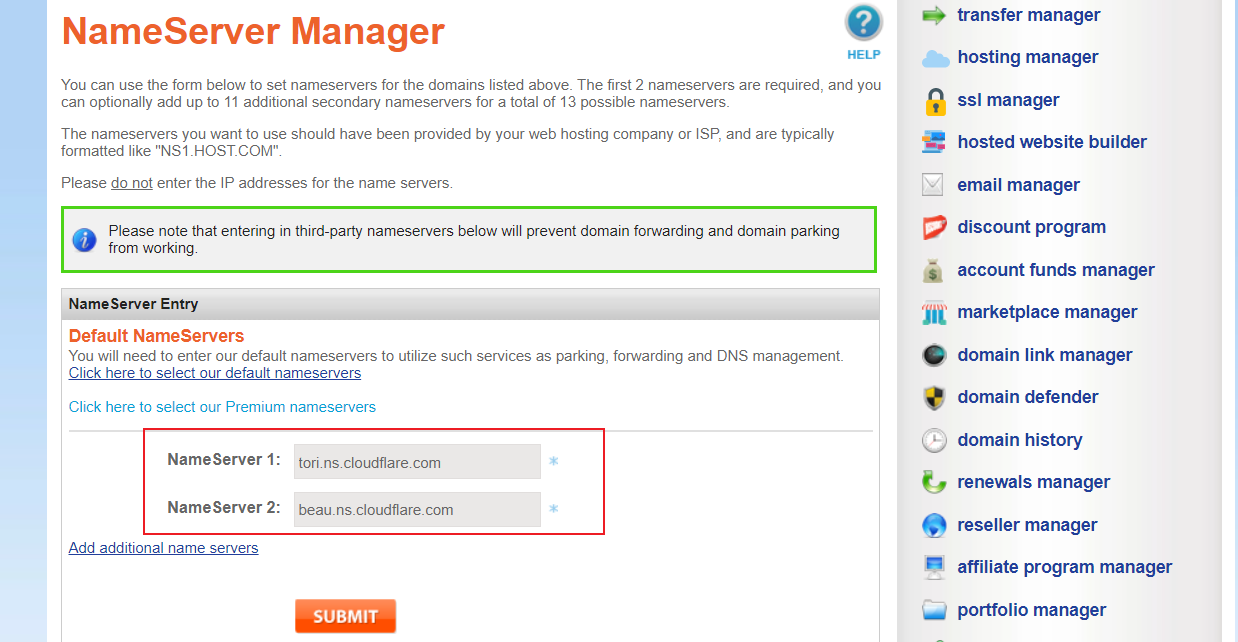 NameServer Manager
HELP
You can use the form below to set nameservers for the domains listed above. The first 2 nameservers are required, and you
can optionally add up to 11 additional secondary nameservers for a total of 13 possible nameservers.
The nameservers you want to use should have been provided by your web hosting company or ISP, and are typically
formatted like "NS1.HOST.COM".
Please do not enter the IP addresses for the name servers.
Please note that entering in third-party nameservers below will prevent domain forwarding and domain parking
from working.
NameServer Entry
Default NameServers
You will need to enter our default nameservers to utilize such services as parking, forwarding and DNS management.
Click here to select our default nameservers
Click here to select our Premium nameservers
NameServer 1: tori.ns.cloudflare.com *
NameServer 2: beau.ns.cloudflare.com *
Add additional name servers
SUBMIT
transfer manager
hosting manager
ssl manager
hosted website builder
email manager
discount program
account funds manager
marketplace manager
domain link manager
domain defender
domain history
renewals manager
reseller manager
affiliate program manager
portfolio manager